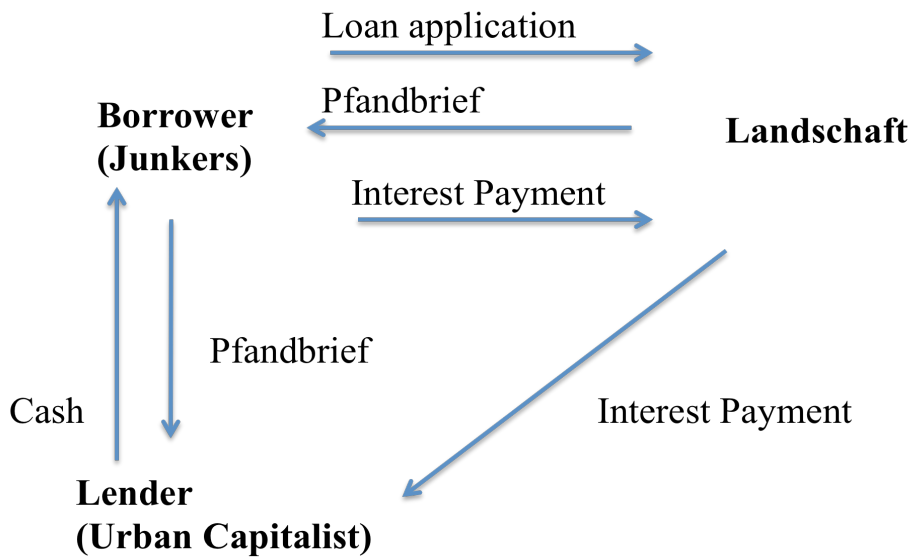 Loan application
Pfandbrief
Borrower
(Junkers)
Landschaft
Interest Payment
Pfandbrief
Cash
Interest Payment
Lender
(Urban Capitalist)